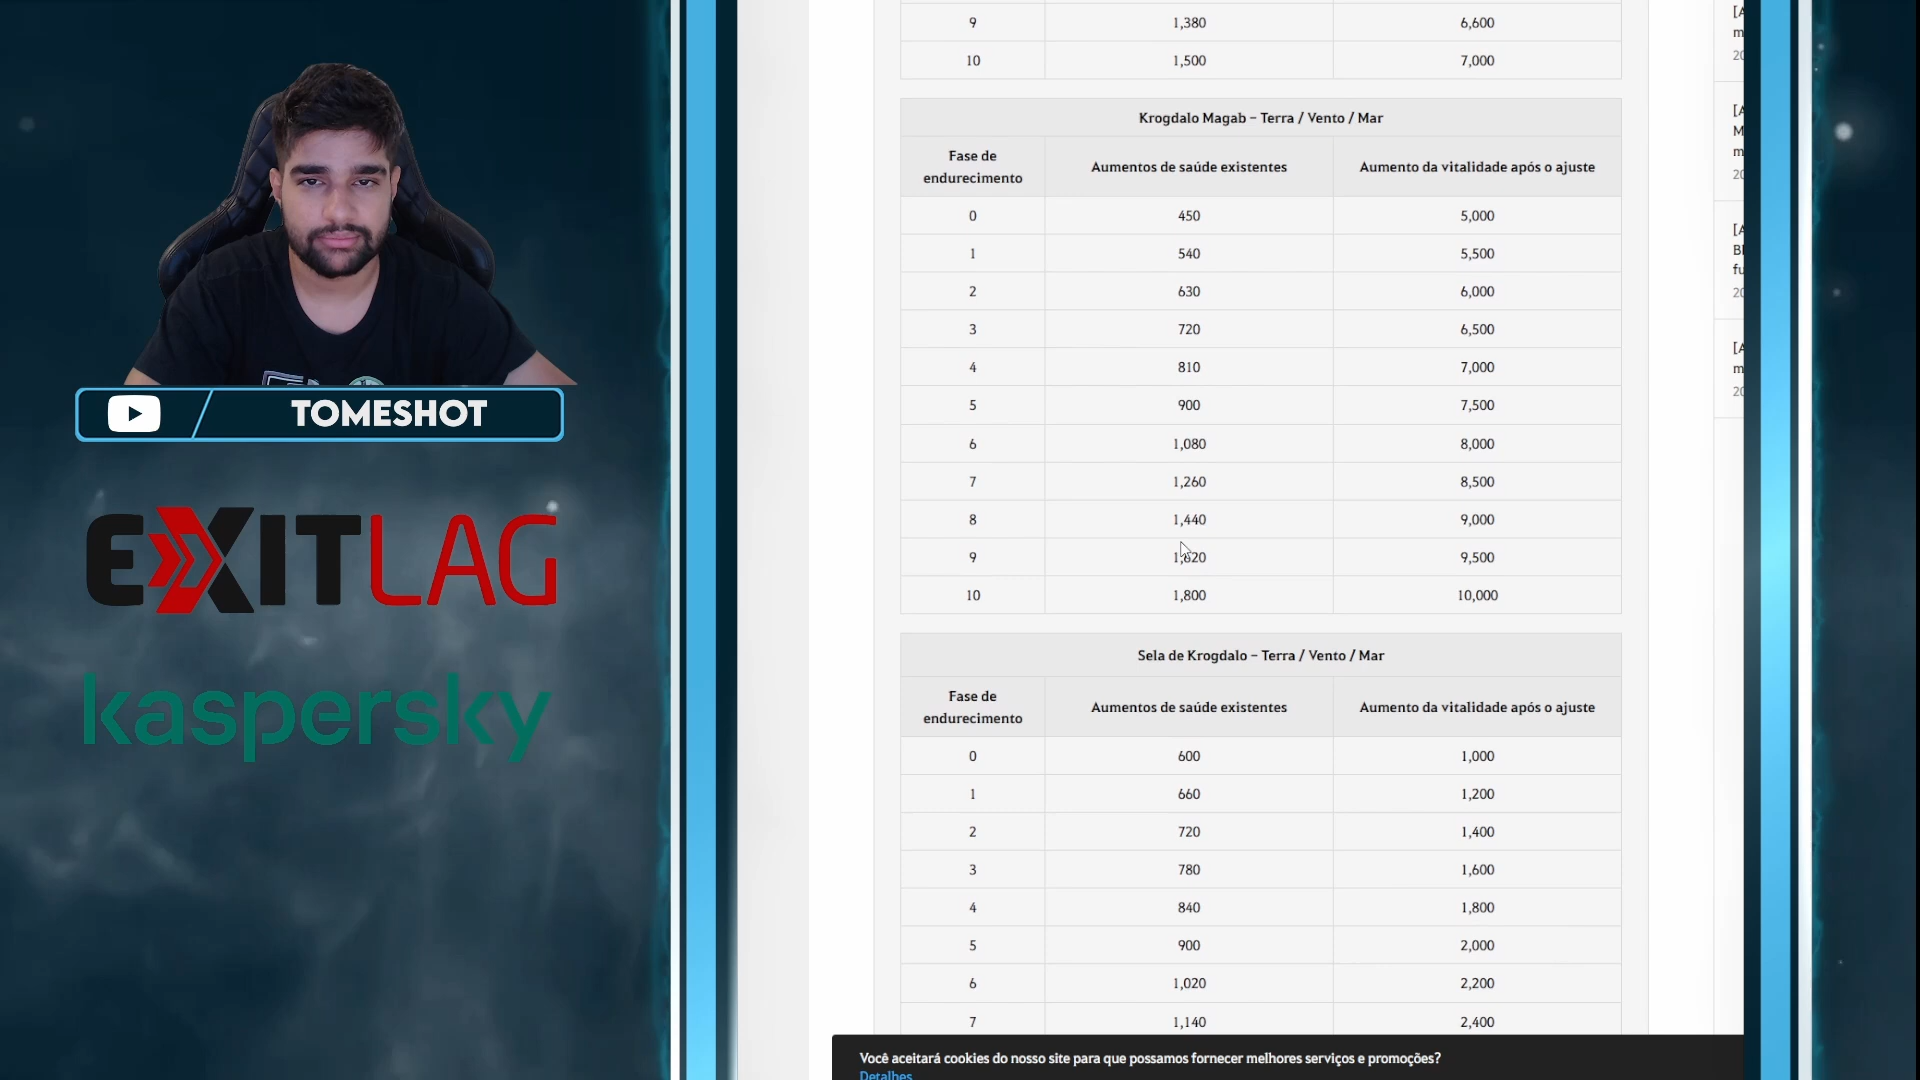 TOMESHOT
EXITLAG
kaspersky
9 1,380 6,600
10 1,500 7,000
Krogdalo Magab – Terra / Vento / Mar
Fase de endurecimento Aumentos de saúde existentes Aumento da vitalidade após o ajuste
0 450 5,000
1 540 5,500
2 630 6,000
3 720 6,500
4 810 7,000
5 900 7,500
6 1,080 8,000
7 1,260 8,500
8 1,440 9,000
9 1,620 9,500
10 1,800 10,000
Sela de Krogdalo – Terra / Vento / Mar
Fase de endurecimento Aumentos de saúde existentes Aumento da vitalidade após o ajuste
0 600 1,000
1 660 1,200
2 720 1,400
3 780 1,600
4 840 1,800
5 900 2,000
6 1,020 2,200
7 1,140 2,400
Você aceitará cookies do nosso site para que possamos fornecer melhores serviços e promoções?
Detalhes